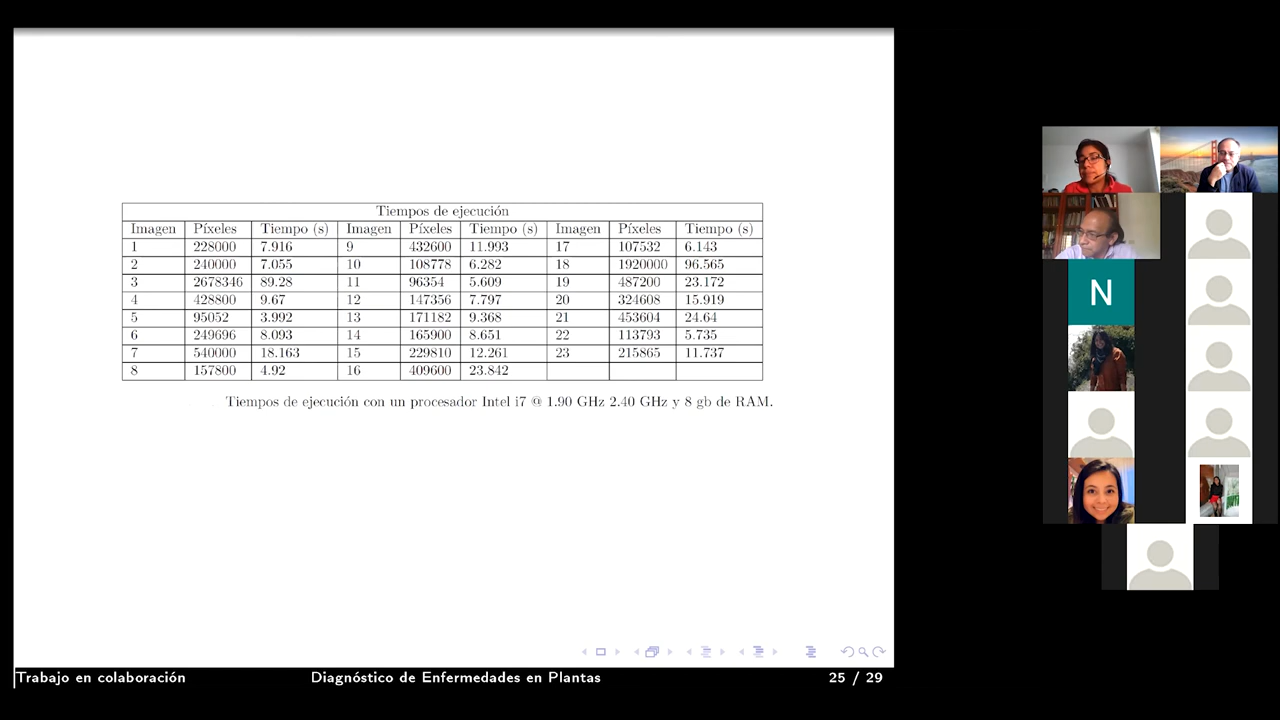 Tiempos de ejecución
Imagen Píxeles Tiempo (s) Imagen Píxeles Tiempo (s) Imagen Píxeles Tiempo (s)
1 228000 7.916 9 432600 11.993 17 107532 6.143
2 240000 7.055 10 108778 6.282 18 1920000 96.565
3 2678346 89.28 11 96354 5.609 19 487200 23.172
4 428800 9.67 12 147356 7.797 20 324608 15.919
5 95052 3.992 13 171182 9.368 21 453604 24.64
6 249696 8.093 14 165900 8.651 22 113793 5.735
7 540000 18.163 15 229810 12.261 23 215865 11.737
8 157800 4.92 16 409600 23.842
Tiempos de ejecución con un procesador Intel i7 @ 1.90 GHz 2.40 GHz y 8 gb de RAM.
N
Trabajo en colaboración Diagnóstico de Enfermedades en Plantas 25 / 29